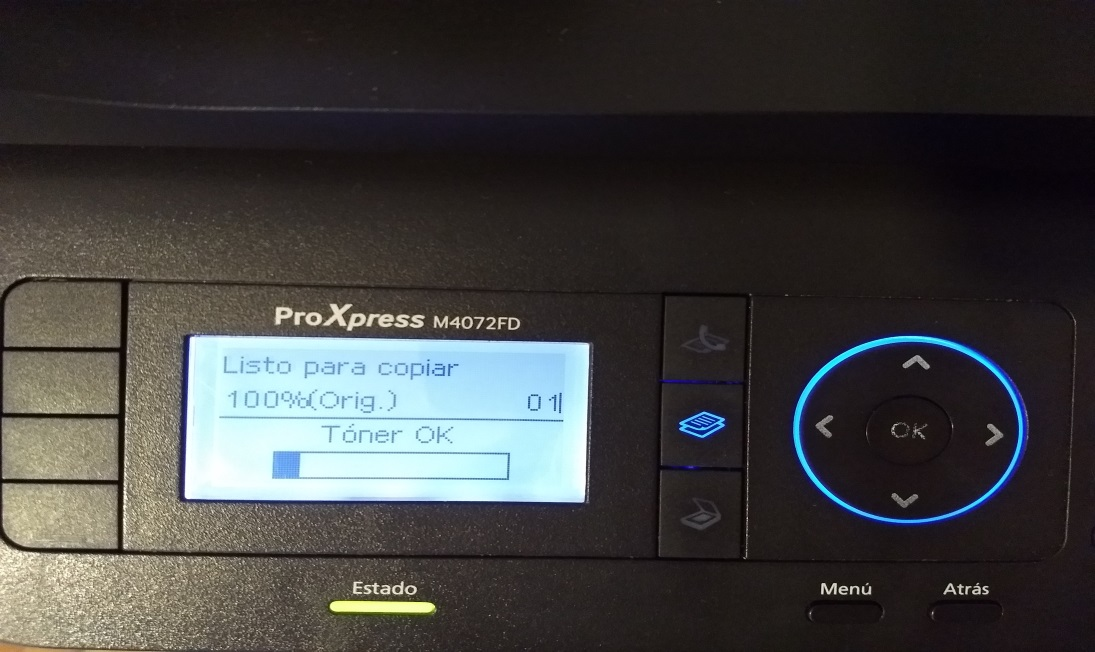 ProXpress M4072FD
Listo para copiar
100%(Orig.) 01
Tóner OK
OK
Estado
Menú
Atrás